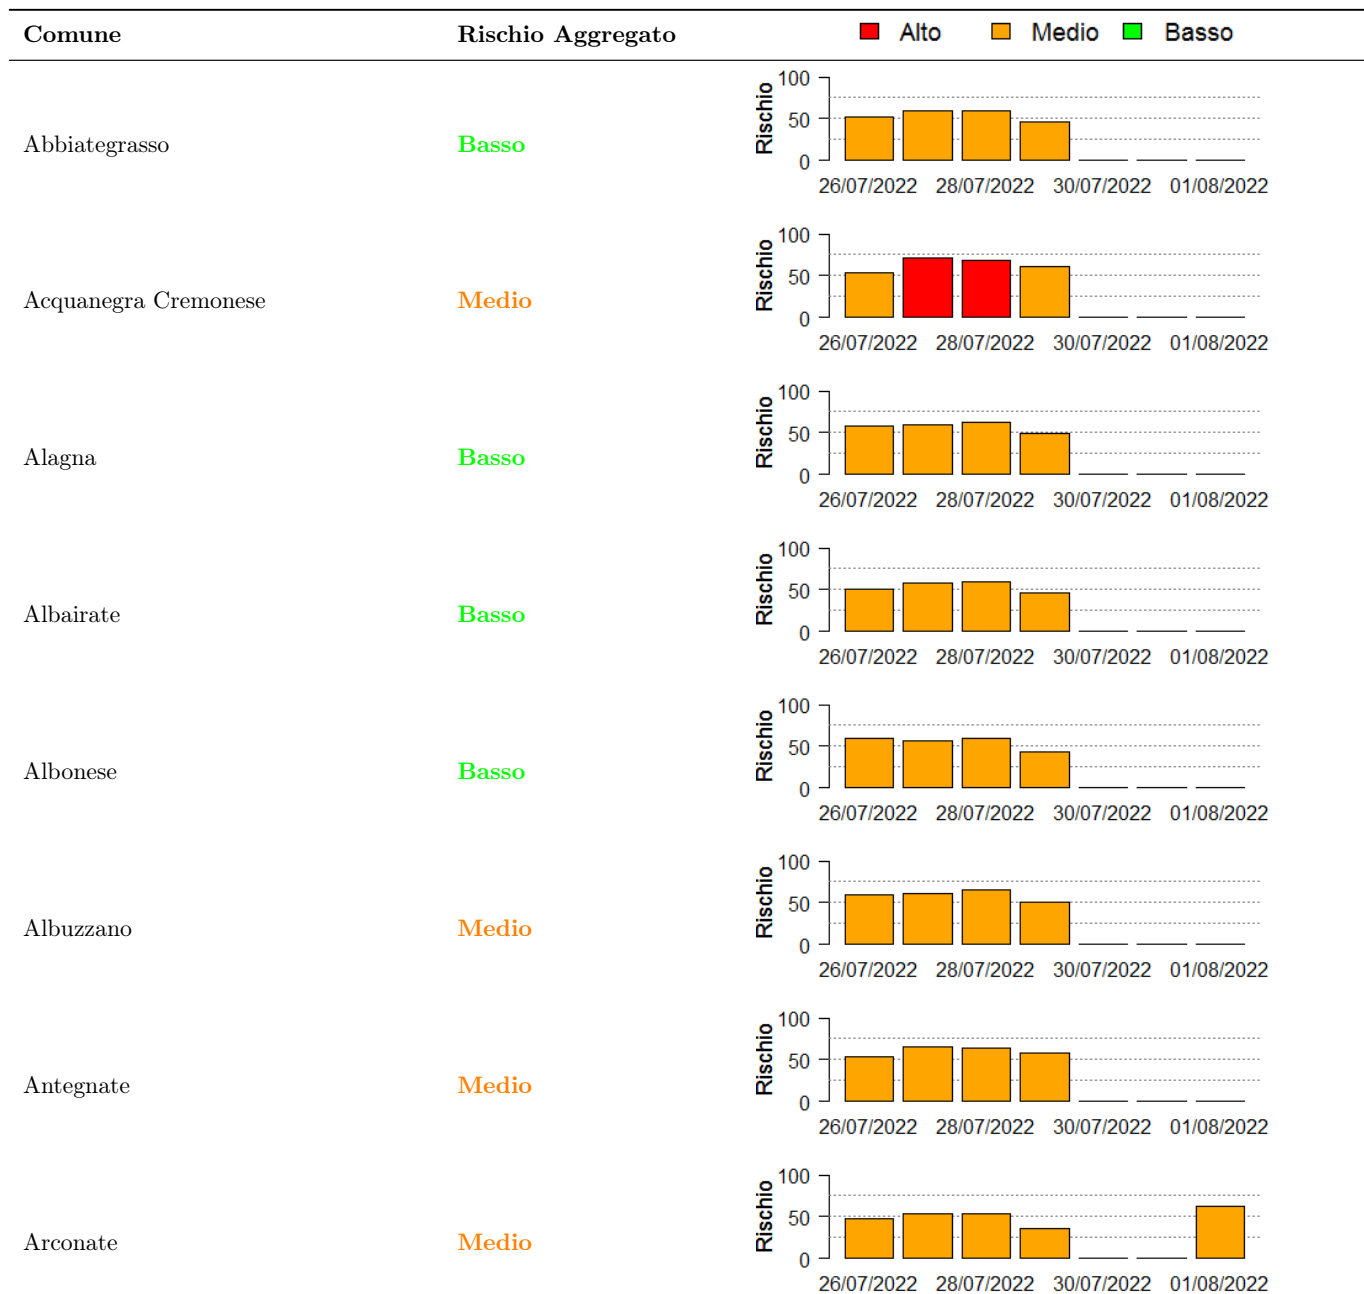 Comune Rischio Aggregato Alto Medio Basso
Abbiategrasso Basso Rischio 100 50 0
26/07/2022 28/07/2022 30/07/2022 01/08/2022
Acquanegra Cremonese Medio Rischio 100 50 0
26/07/2022 28/07/2022 30/07/2022 01/08/2022
Alagna Basso Rischio 100 50 0
26/07/2022 28/07/2022 30/07/2022 01/08/2022
Albairate Basso Rischio 100 50 0
26/07/2022 28/07/2022 30/07/2022 01/08/2022
Albonese Basso Rischio 100 50 0
26/07/2022 28/07/2022 30/07/2022 01/08/2022
Albuzzano Medio Rischio 100 50 0
26/07/2022 28/07/2022 30/07/2022 01/08/2022
Antegnate Medio Rischio 100 50 0
26/07/2022 28/07/2022 30/07/2022 01/08/2022
Arconate Medio Rischio 100 50 0
26/07/2022 28/07/2022 30/07/2022 01/08/2022